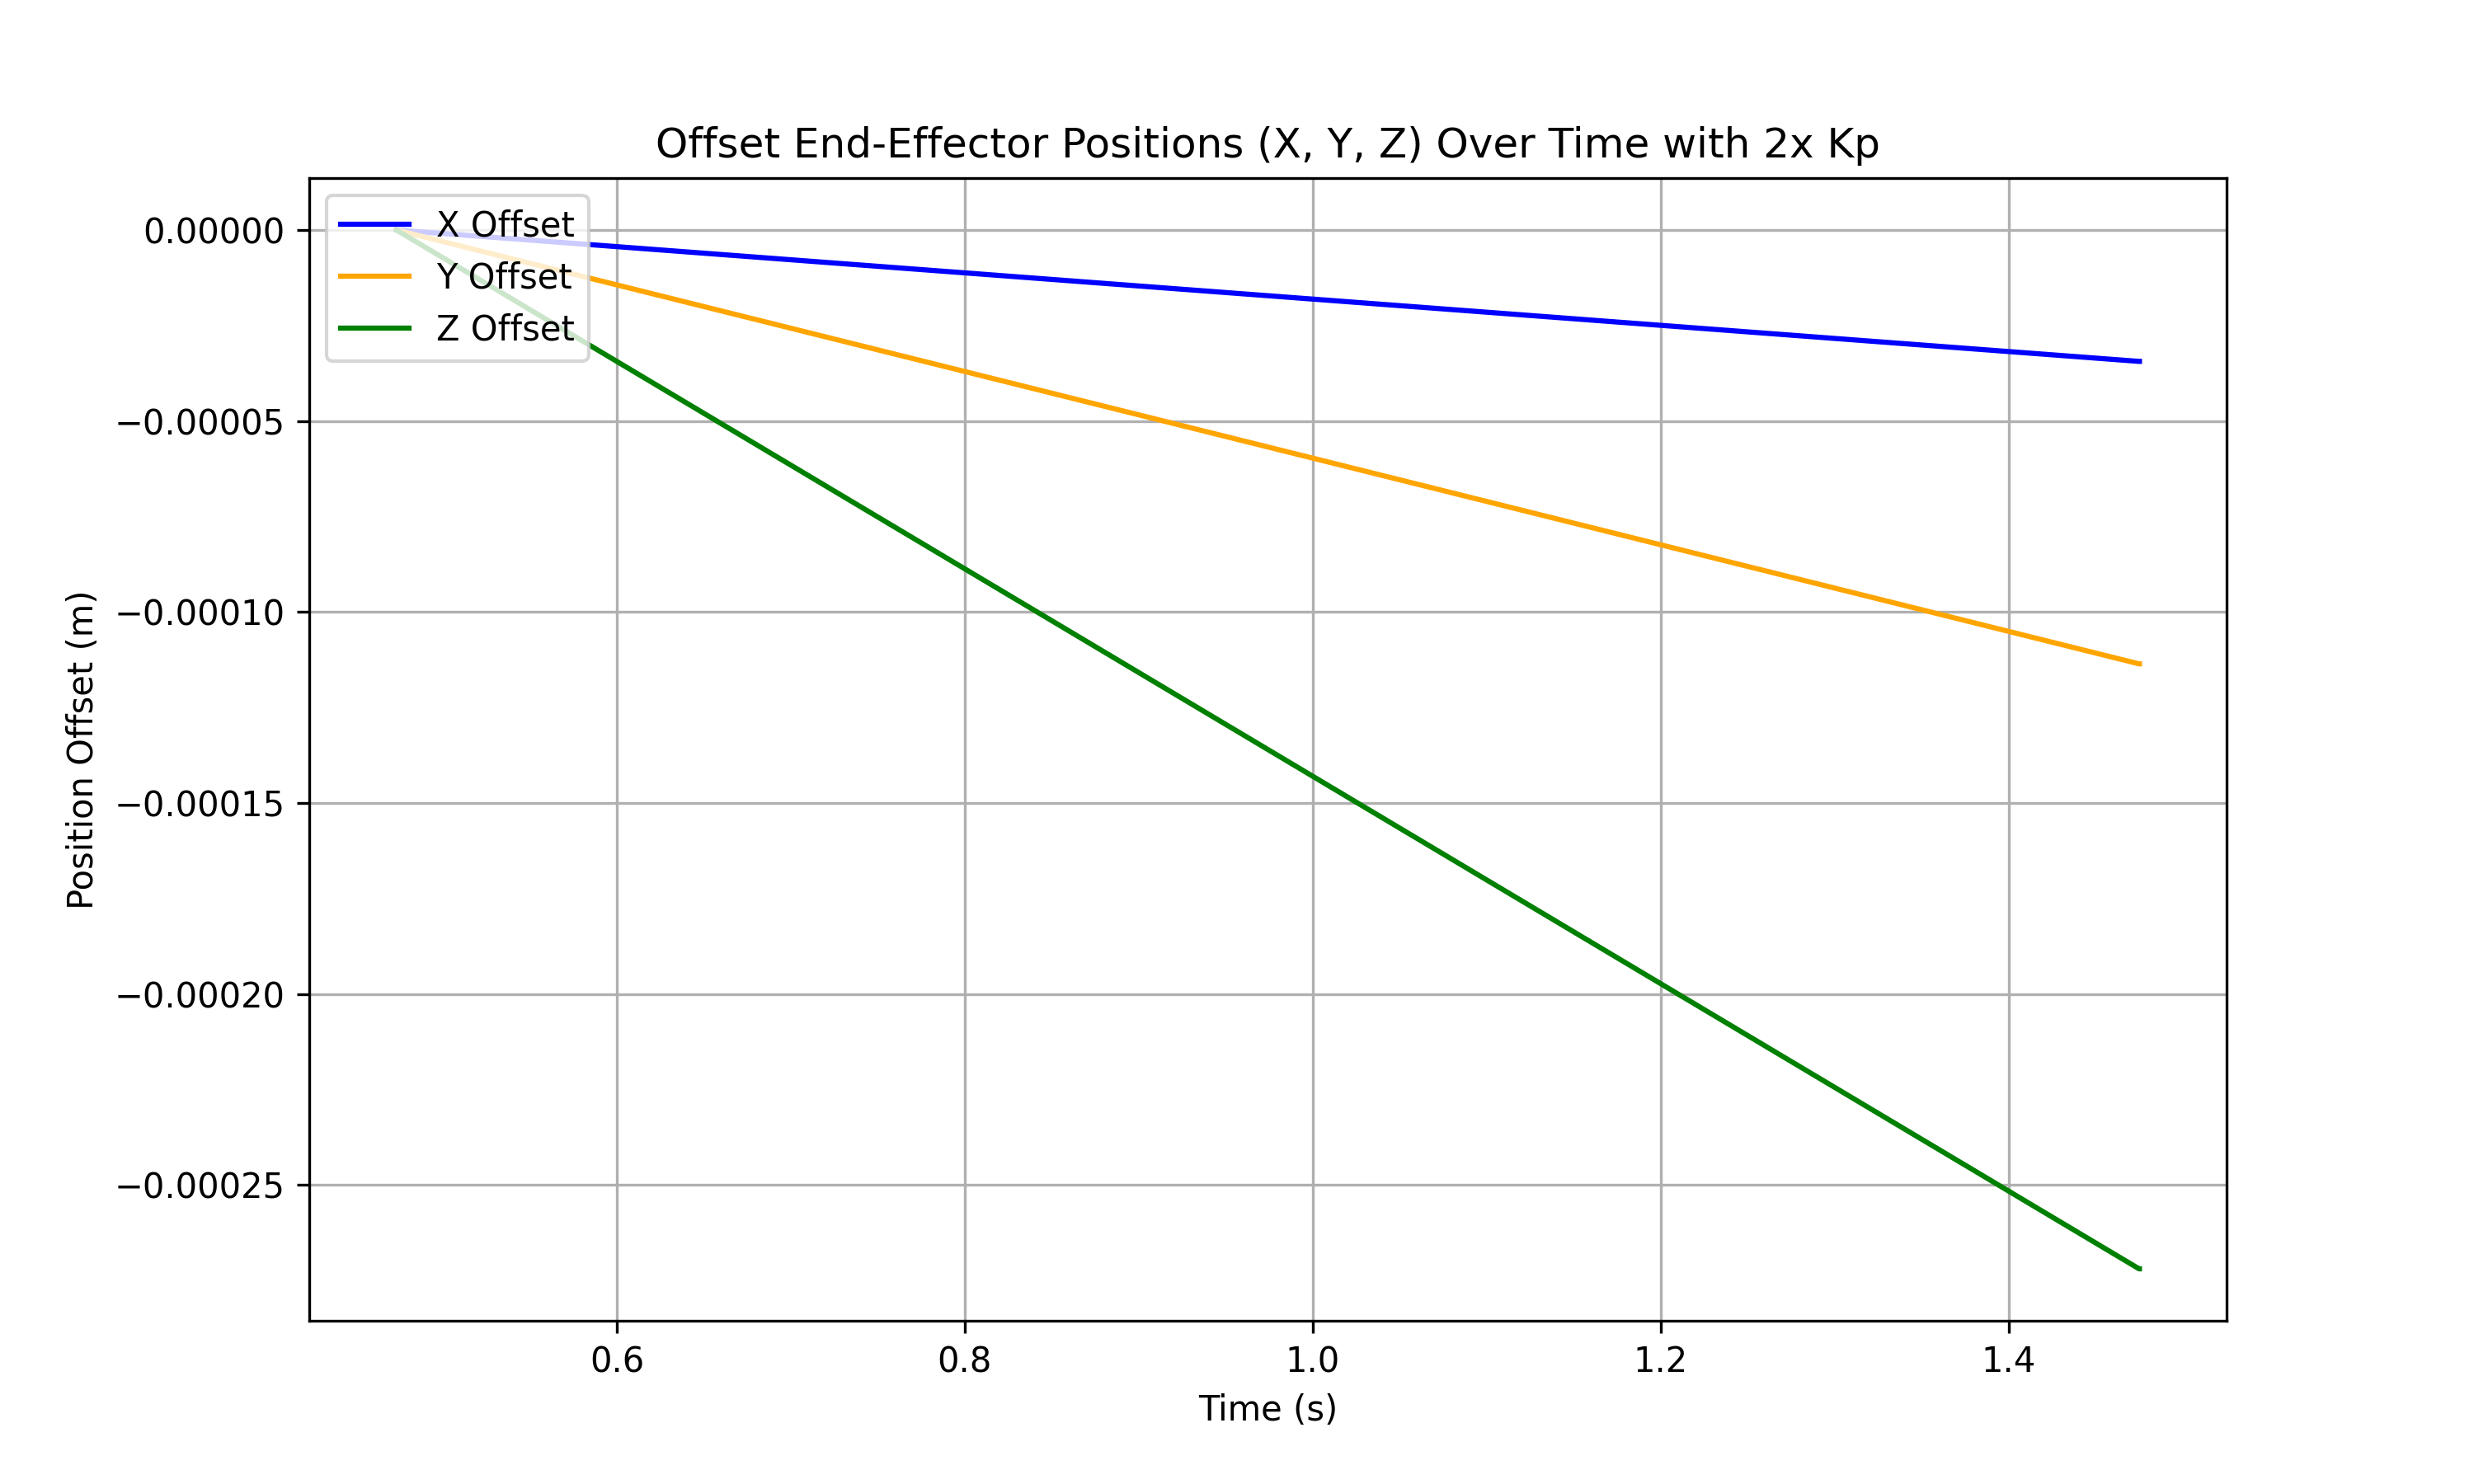 Offset End-Effector Positions (X, Y, Z) Over Time with 2x Kp
X Offset
Y Offset
Z Offset
0.00000
−0.00005
−0.00010
−0.00015
−0.00020
−0.00025
Position Offset (m)
0.6 0.8 1.0 1.2 1.4
Time (s)